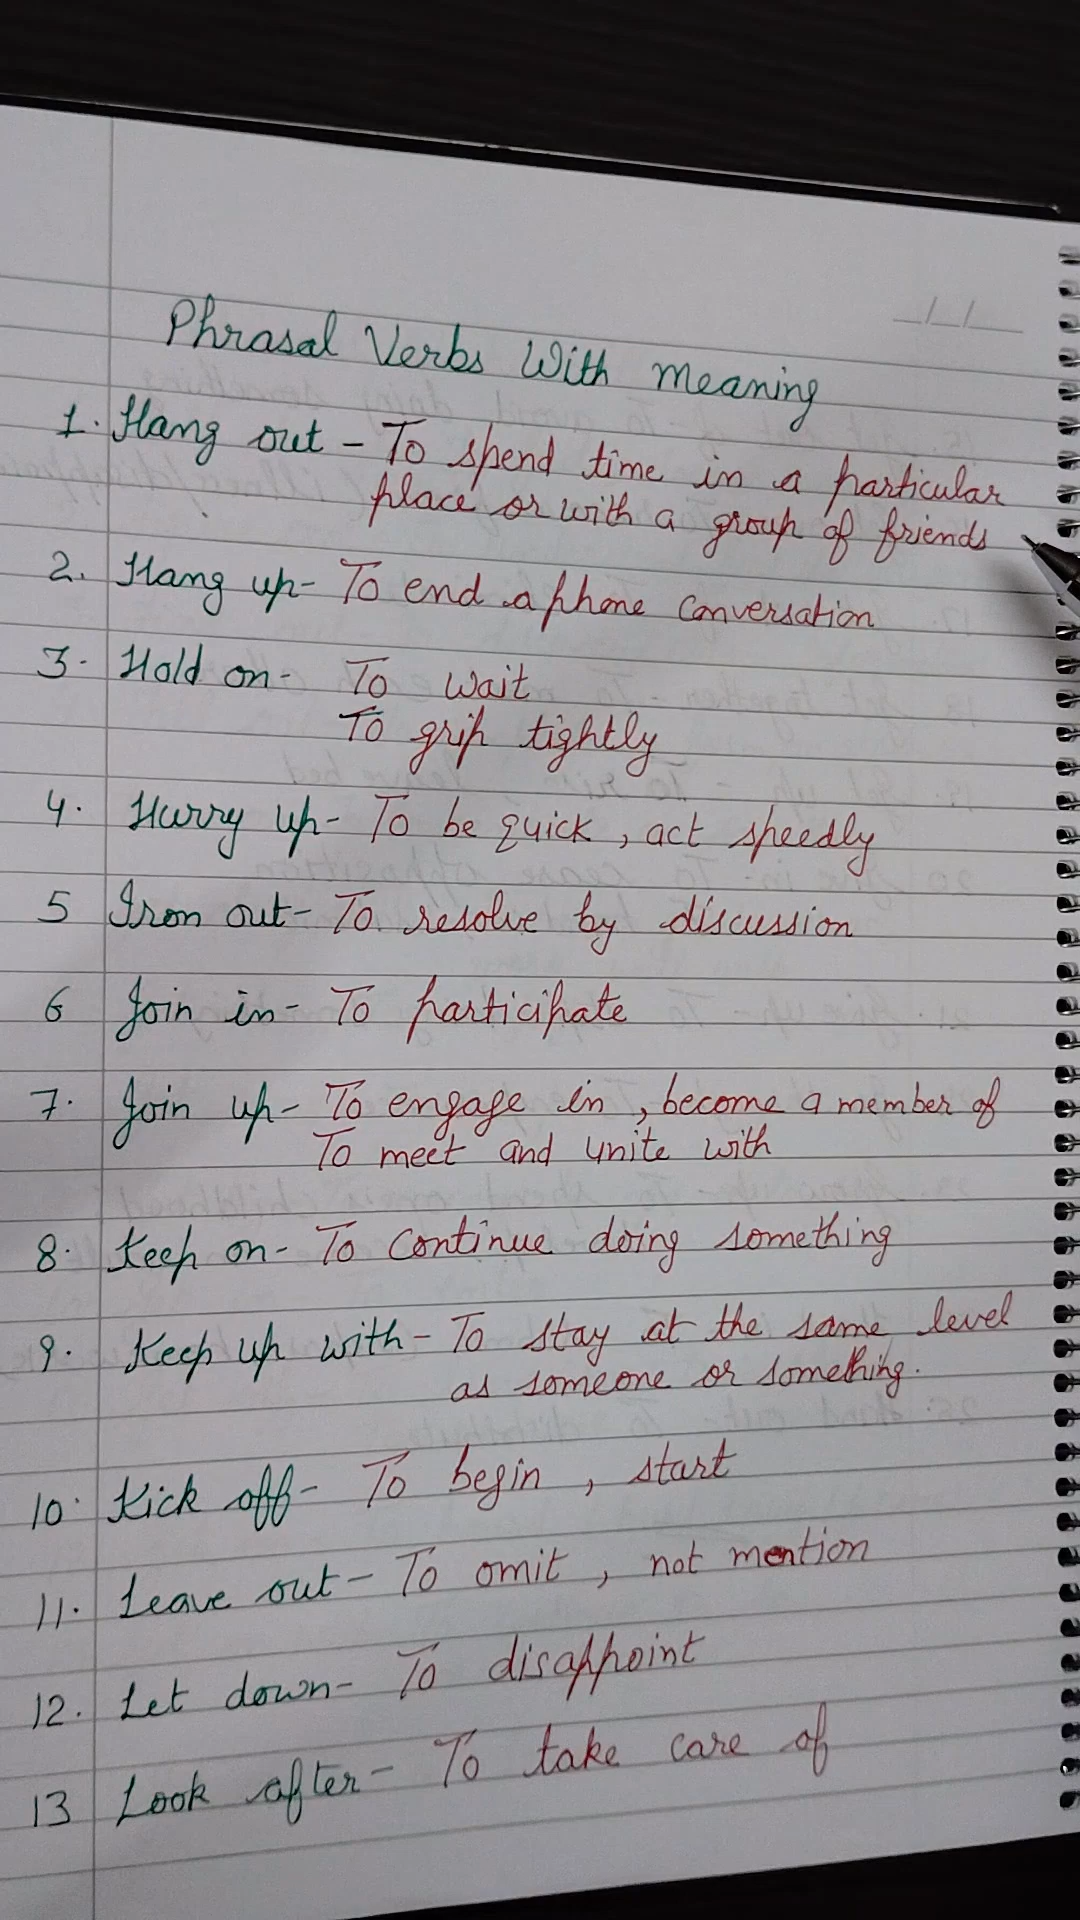 Phrasal Verbs With meaning
1. Hang out - To spend time in a particular
place or with a group of friends
2. Hang up - To end a phone conversation
3. Hold on - To wait
To grip tightly
4. Hurry up - To be quick, act speedly
5 Iron out - To resolve by discussion
6 Join in - To participate
7. Join up - To engage in, become a member of
To meet and unite with
8. Keep on - To continue doing something
9. Keep up with - To stay at the same level
as someone or something.
10. Kick off - To begin, start
11. Leave out - To omit, not mention
12. Let down - To disappoint
13 Look after - To take care of